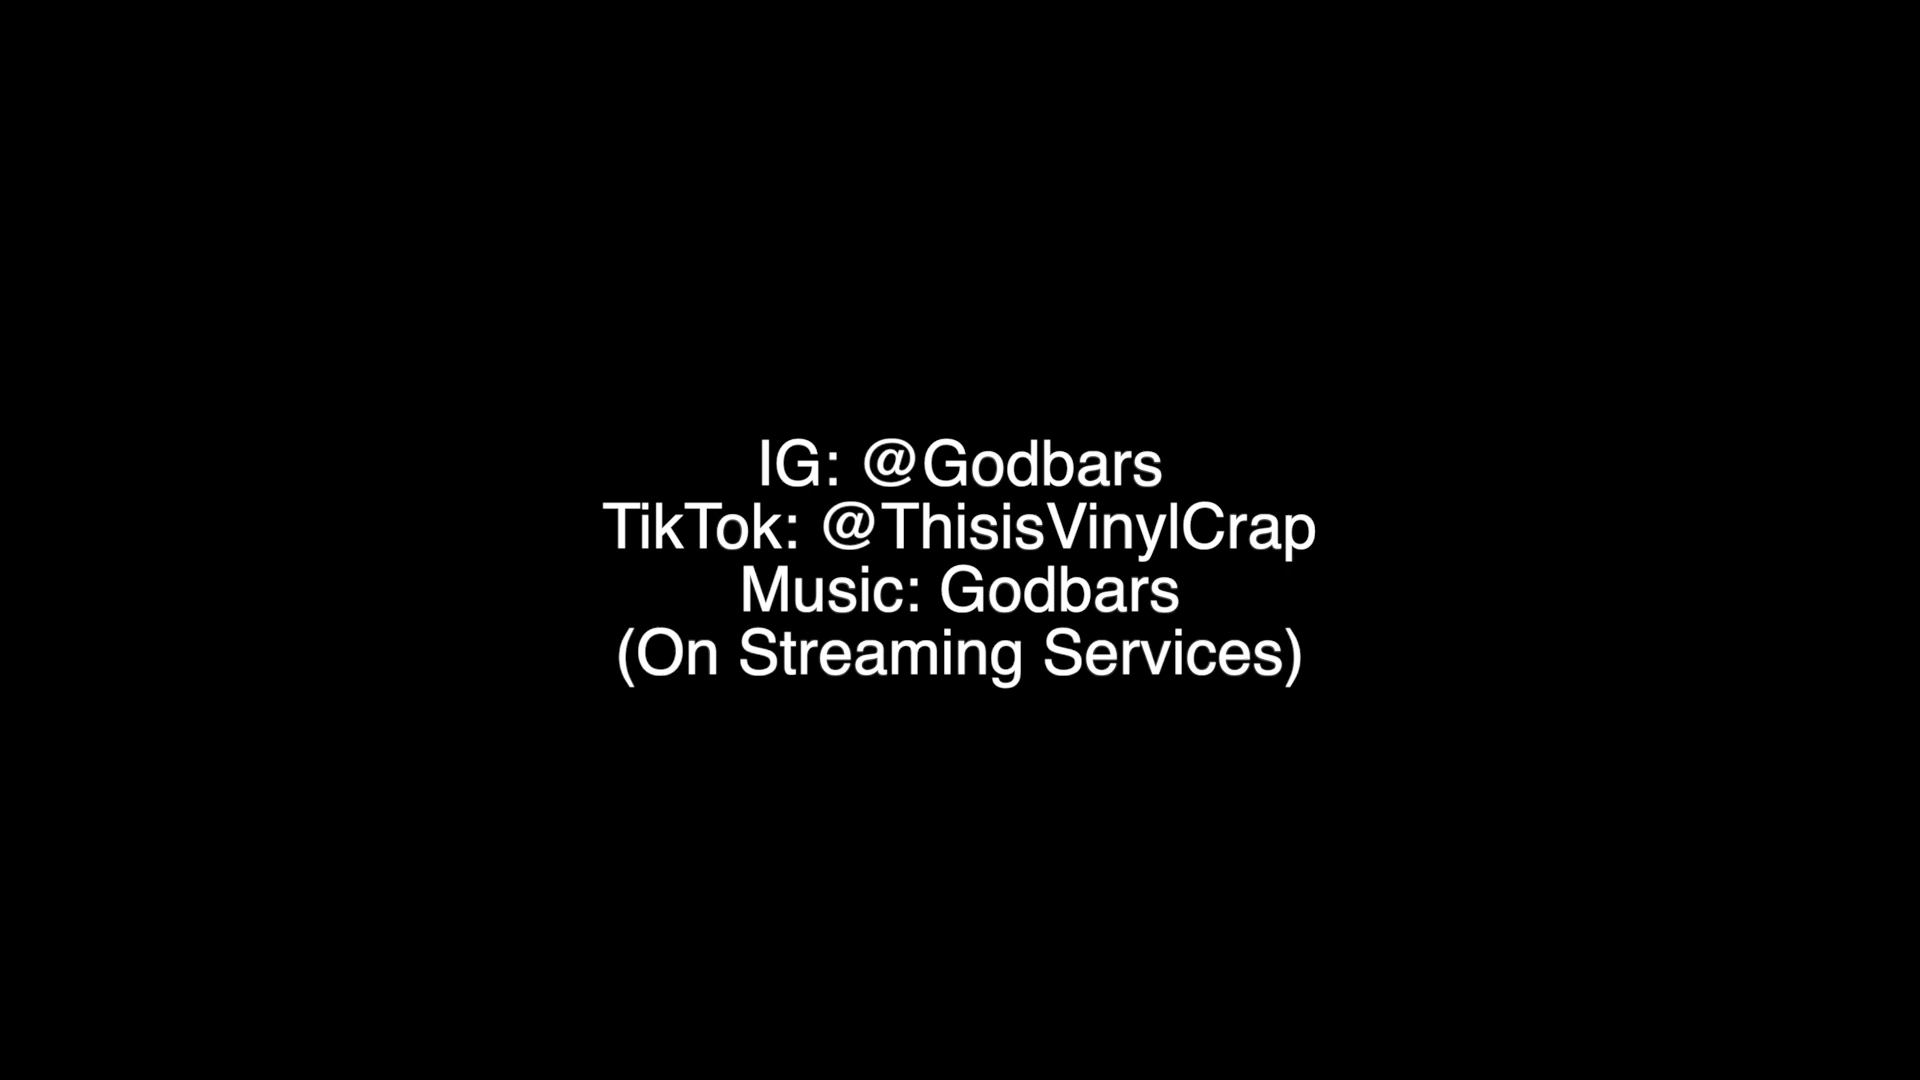 IG: @Godbars
TikTok: @ThisisVinylCrap
Music: Godbars
(On Streaming Services)